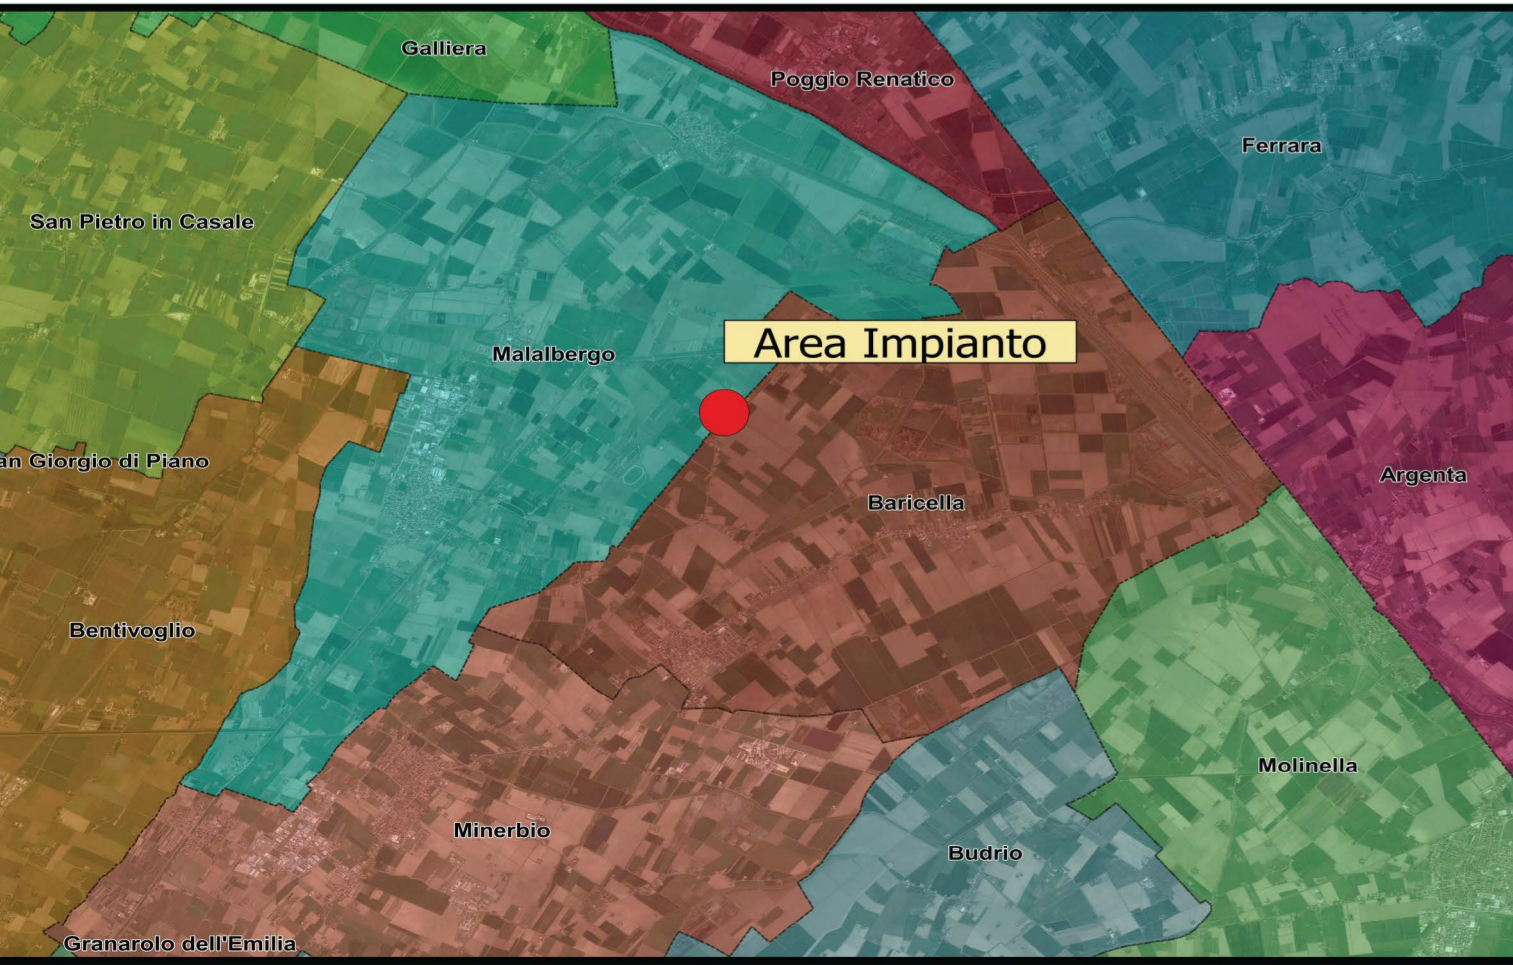 Galliera
Poggio Renatico
Ferrara
San Pietro in Casale
Area Impianto
Malalbergo
an Giorgio di Piano
Argenta
Baricella
Bentivoglio
Molinella
Minerbio
Budrio
Granarolo dell'Emilia